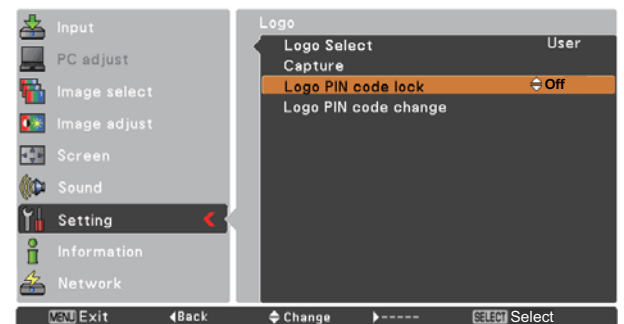 Input
PC adjust
Image select
Image adjust
Screen
Sound
Setting
Information
Network
Logo
Logo Select User
Capture
Logo PIN code lock Off
Logo PIN code change
MENU Exit Back Change ----- SELECT Select